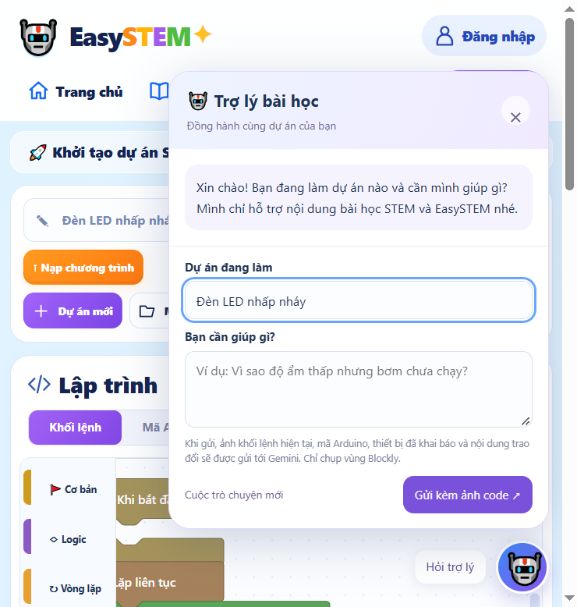 EasySTEM
Đăng nhập
Trang chủ
Khởi tạo dự án S
Đèn LED nhấp nhá
Nạp chương trình
Dự án mới
Lập trình
Khối lệnh
Mã A
Cơ bản
Logic
Vòng lặp
Khi bắt đầ
Lặp liên tục
Trợ lý bài học
Đồng hành cùng dự án của bạn
Xin chào! Bạn đang làm dự án nào và cần mình giúp gì?
Mình chỉ hỗ trợ nội dung bài học STEM và EasySTEM nhé.
Dự án đang làm
Đèn LED nhấp nháy
Bạn cần giúp gì?
Ví dụ: Vì sao độ ẩm thấp nhưng bơm chưa chạy?
Khi gửi, ảnh khối lệnh hiện tại, mã Arduino, thiết bị đã khai báo và nội dung trao
đổi sẽ được gửi tới Gemini. Chỉ chụp vùng Blockly.
Cuộc trò chuyện mới
Gửi kèm ảnh code ↗
Hỏi trợ lý